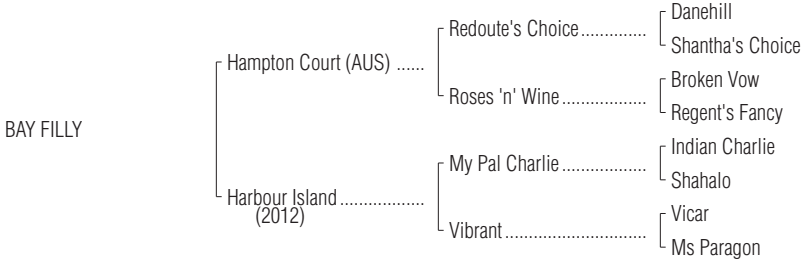 Danehill
Redoute's Choice..............
Shantha's Choice
Hampton Court (AUS) ......
Broken Vow
Roses 'n' Wine..................
Regent's Fancy
BAY FILLY
Indian Charlie
My Pal Charlie..................
Shahalo
Harbour Island..................
(2012)
Vicar
Vibrant..............................
Ms Paragon